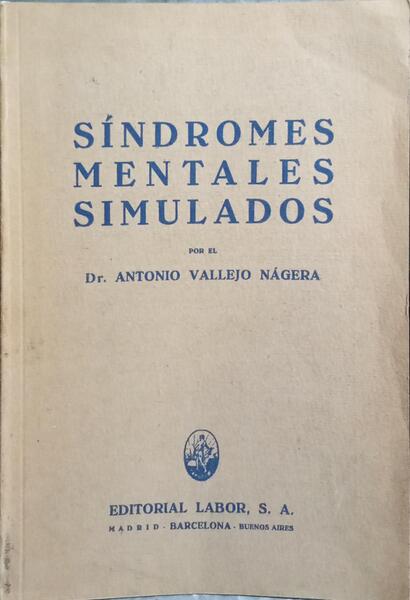 SÍNDROMES
MENTALES
SIMULADOS
POR EL
Dr. ANTONIO VALLEJO NÁGERA
EDITORIAL LABOR, S. A.
MADRID - BARCELONA - BUENOS AIRES